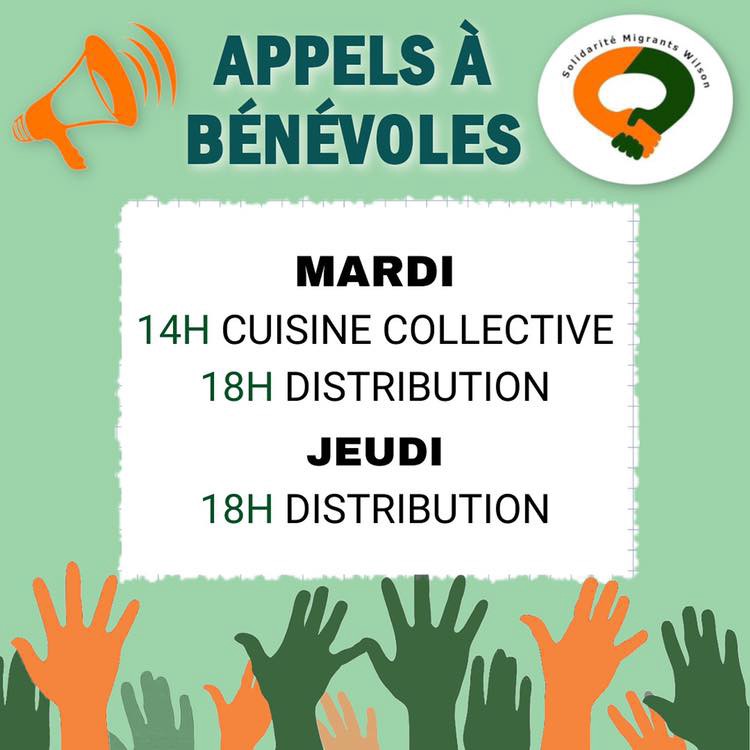 APPELS À
BÉNÉVOLES
Solidarité Migrants Wilson
MARDI
14H CUISINE COLLECTIVE
18H DISTRIBUTION
JEUDI
18H DISTRIBUTION